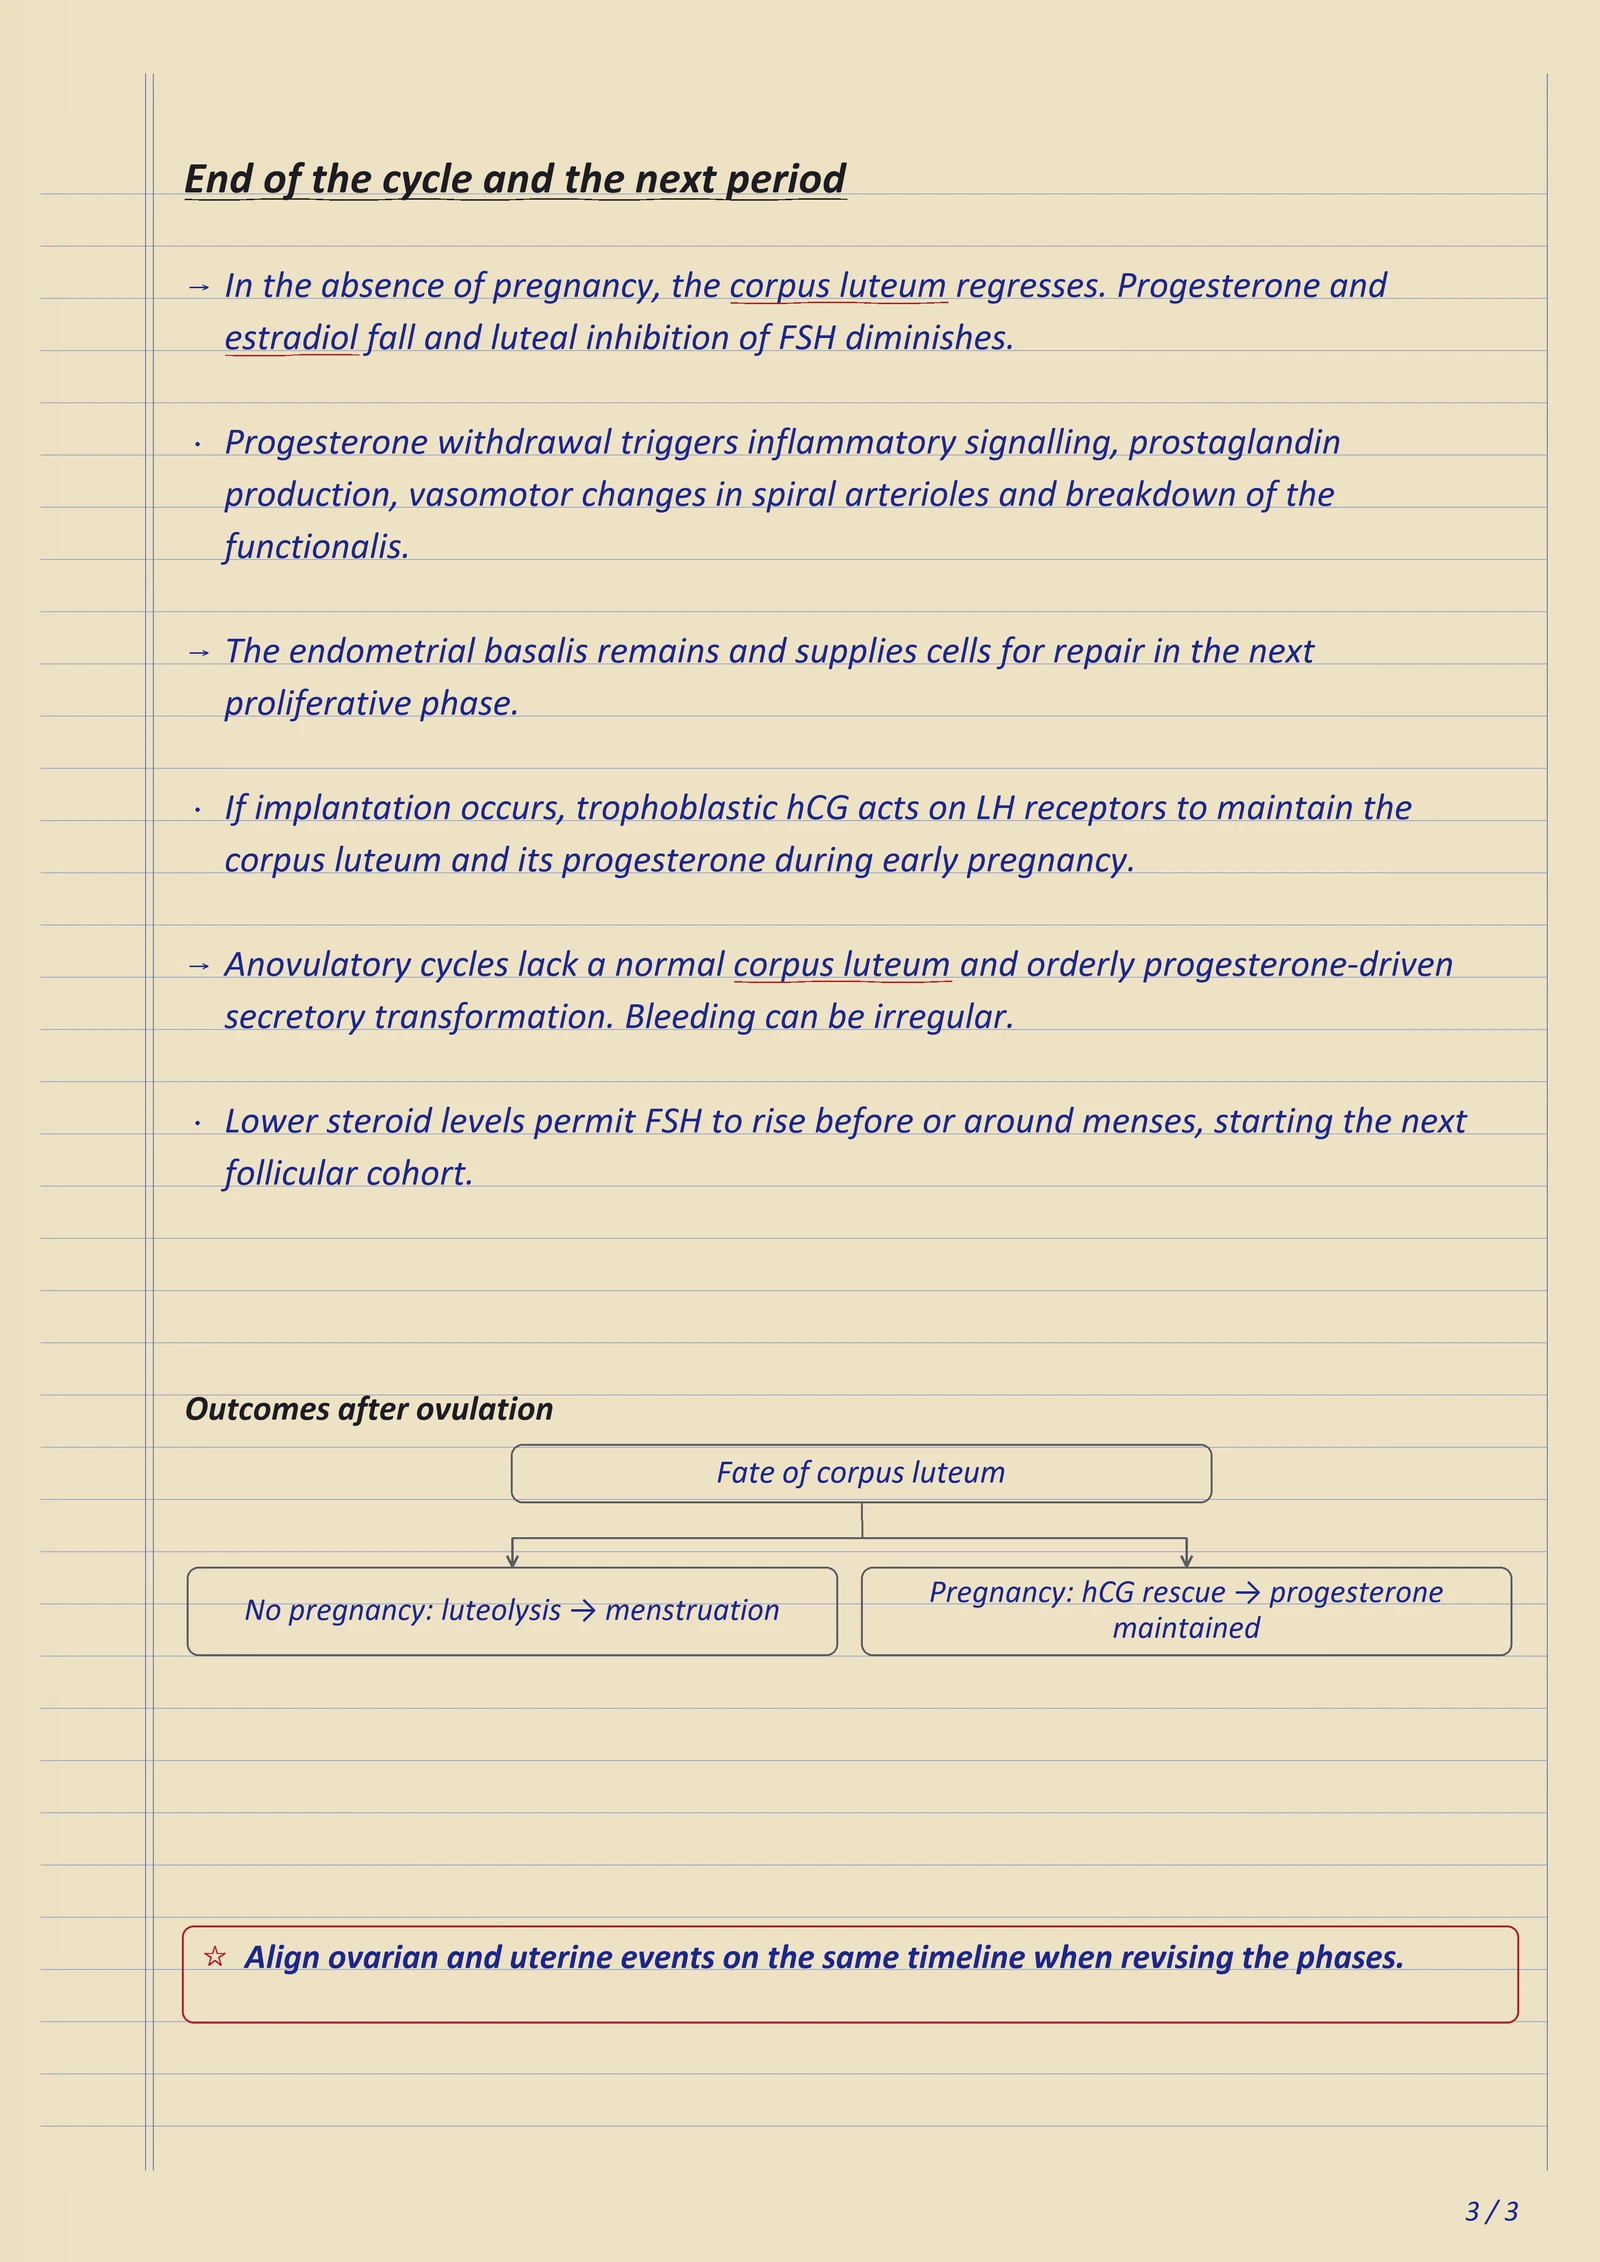 End of the cycle and the next period
→ In the absence of pregnancy, the corpus luteum regresses. Progesterone and
estradiol fall and luteal inhibition of FSH diminishes.
· Progesterone withdrawal triggers inflammatory signalling, prostaglandin
production, vasomotor changes in spiral arterioles and breakdown of the
functionalis.
→ The endometrial basalis remains and supplies cells for repair in the next
proliferative phase.
· If implantation occurs, trophoblastic hCG acts on LH receptors to maintain the
corpus luteum and its progesterone during early pregnancy.
→ Anovulatory cycles lack a normal corpus luteum and orderly progesterone-driven
secretory transformation. Bleeding can be irregular.
· Lower steroid levels permit FSH to rise before or around menses, starting the next
follicular cohort.
Outcomes after ovulation
Fate of corpus luteum
No pregnancy: luteolysis → menstruation
Pregnancy: hCG rescue → progesterone
maintained
☆ Align ovarian and uterine events on the same timeline when revising the phases.
3 / 3